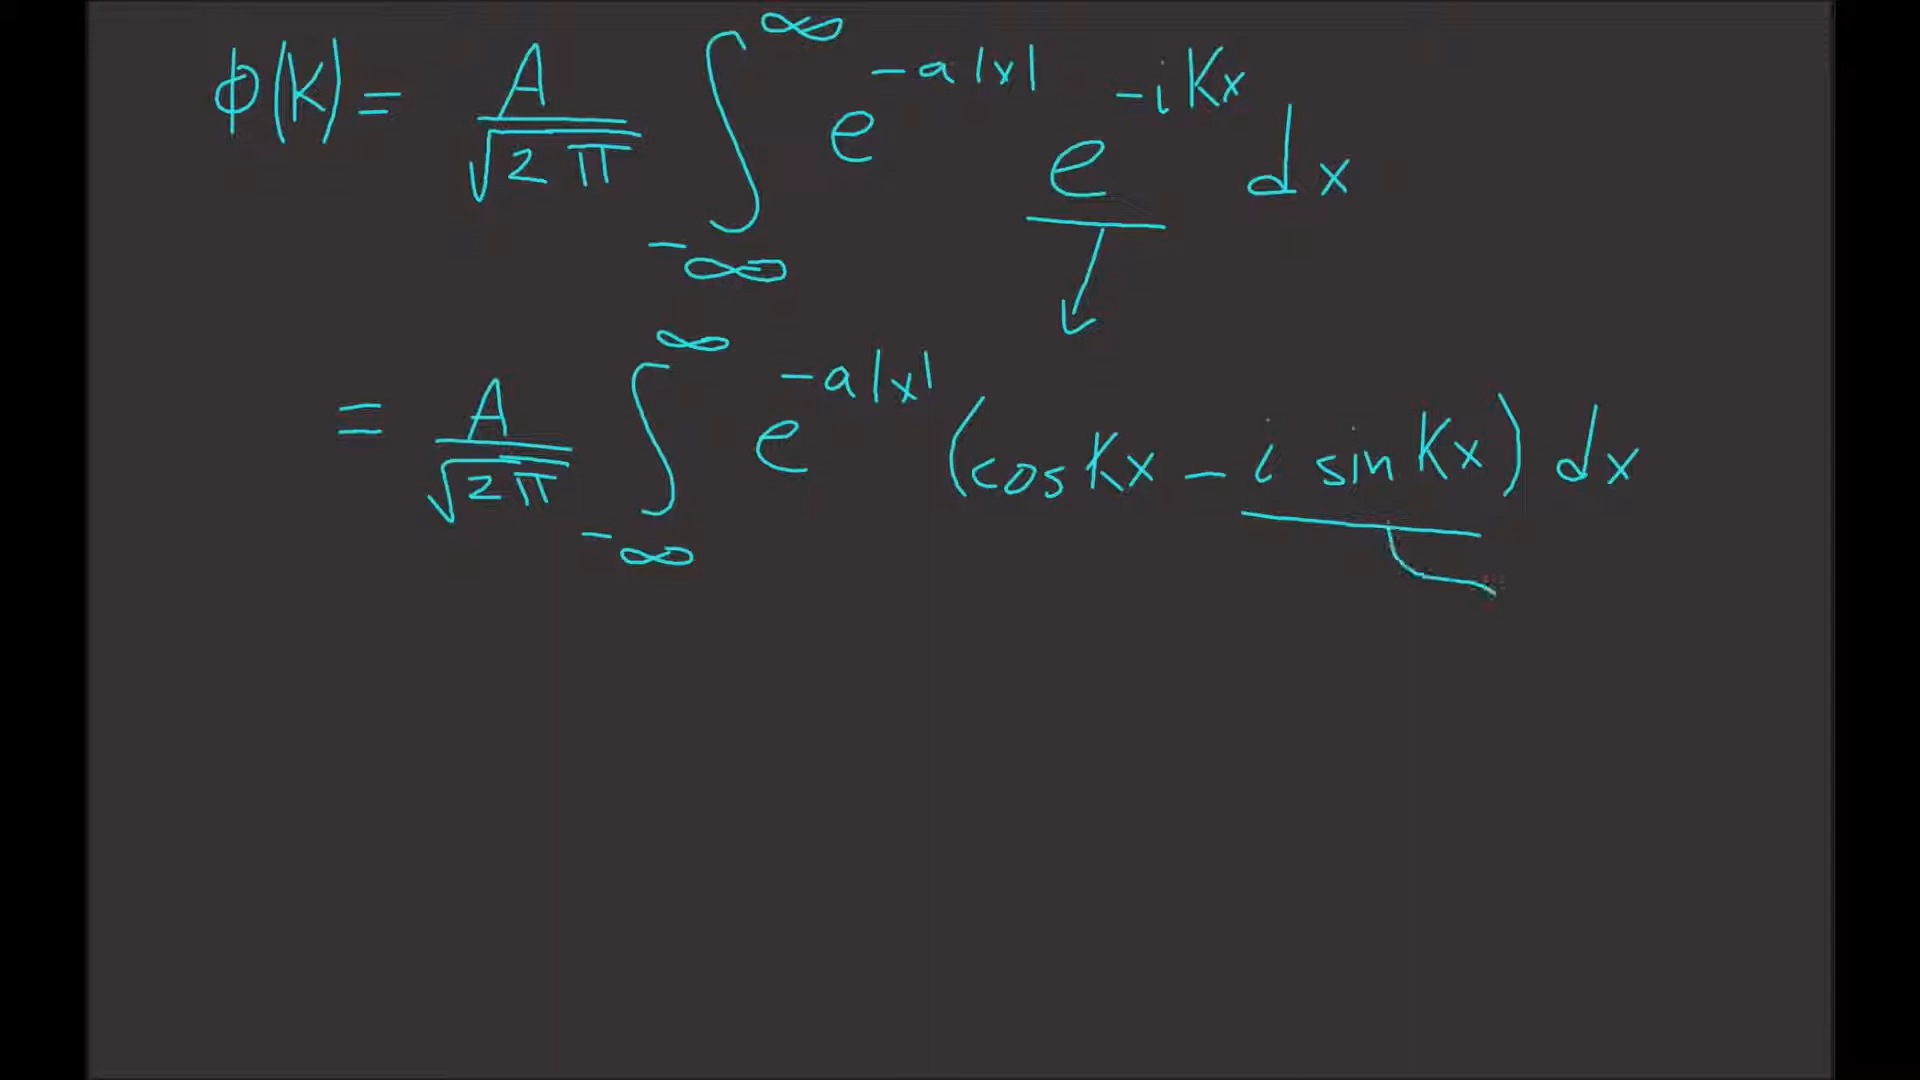 ϕ(K) = A/√2π ∫_{-∞}^{∞} e^{-a|x|} e^{-iKx} dx
= A/√2π ∫_{-∞}^{∞} e^{-a|x|} (cos Kx - i sin Kx) dx